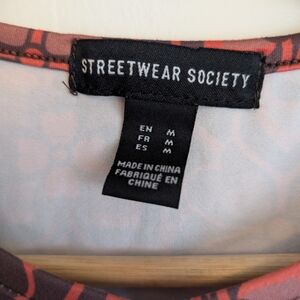 STREETWEAR SOCIETY
EN M
FR M
ES M
MADE IN CHINA
FABRIQUÉ EN
CHINE